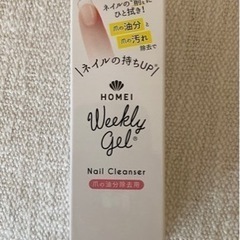 ネイルの"前"に
ひと拭き!
爪の油分と
爪の汚れ
除去で
ネイルの持ちUP
HOMEI
Weekly
Gel®
Nail Cleanser
爪の油分除去用